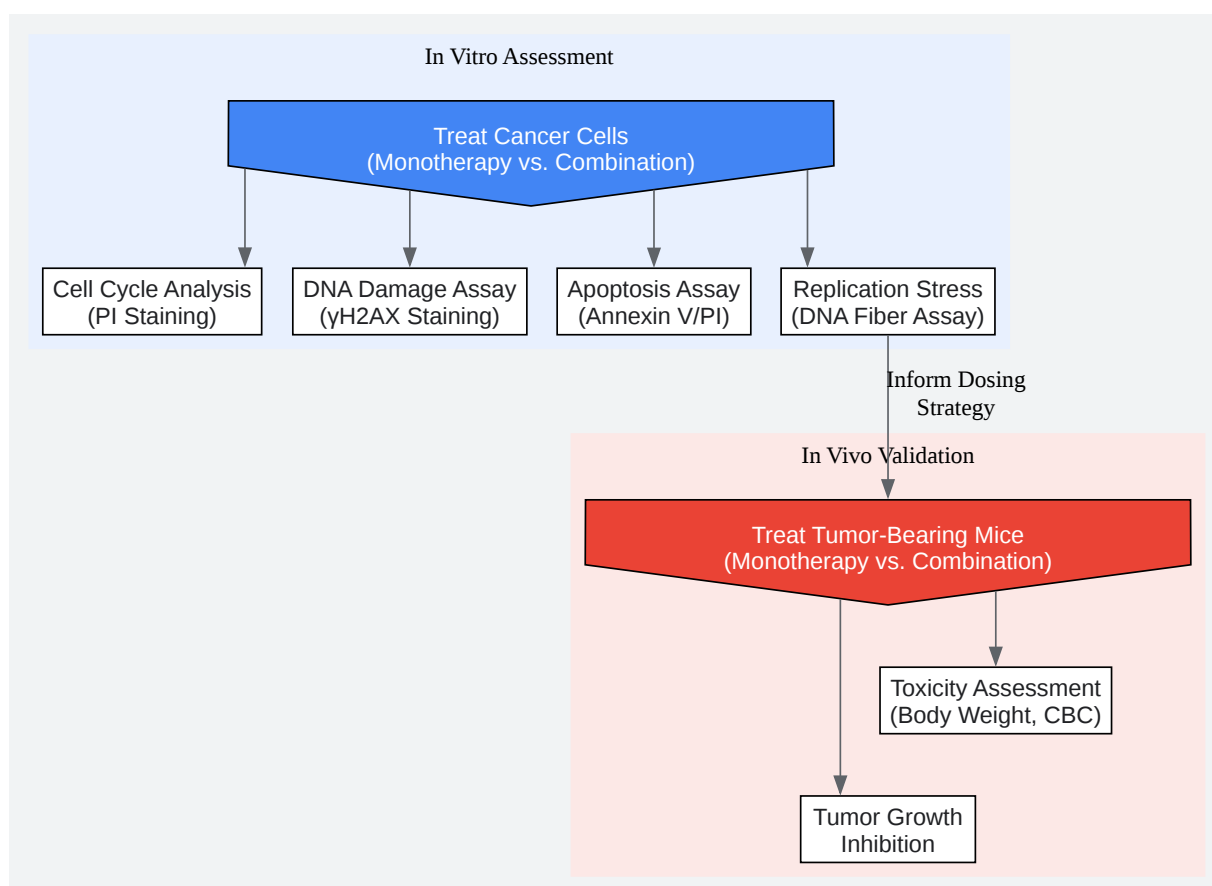 In Vitro Assessment
Treat Cancer Cells
(Monotherapy vs. Combination)
Cell Cycle Analysis
(PI Staining)
DNA Damage Assay
(γH2AX Staining)
Apoptosis Assay
(Annexin V/PI)
Replication Stress
(DNA Fiber Assay)
Inform Dosing
Strategy
In Vivo Validation
Treat Tumor-Bearing Mice
(Monotherapy vs. Combination)
Toxicity Assessment
(Body Weight, CBC)
Tumor Growth
Inhibition